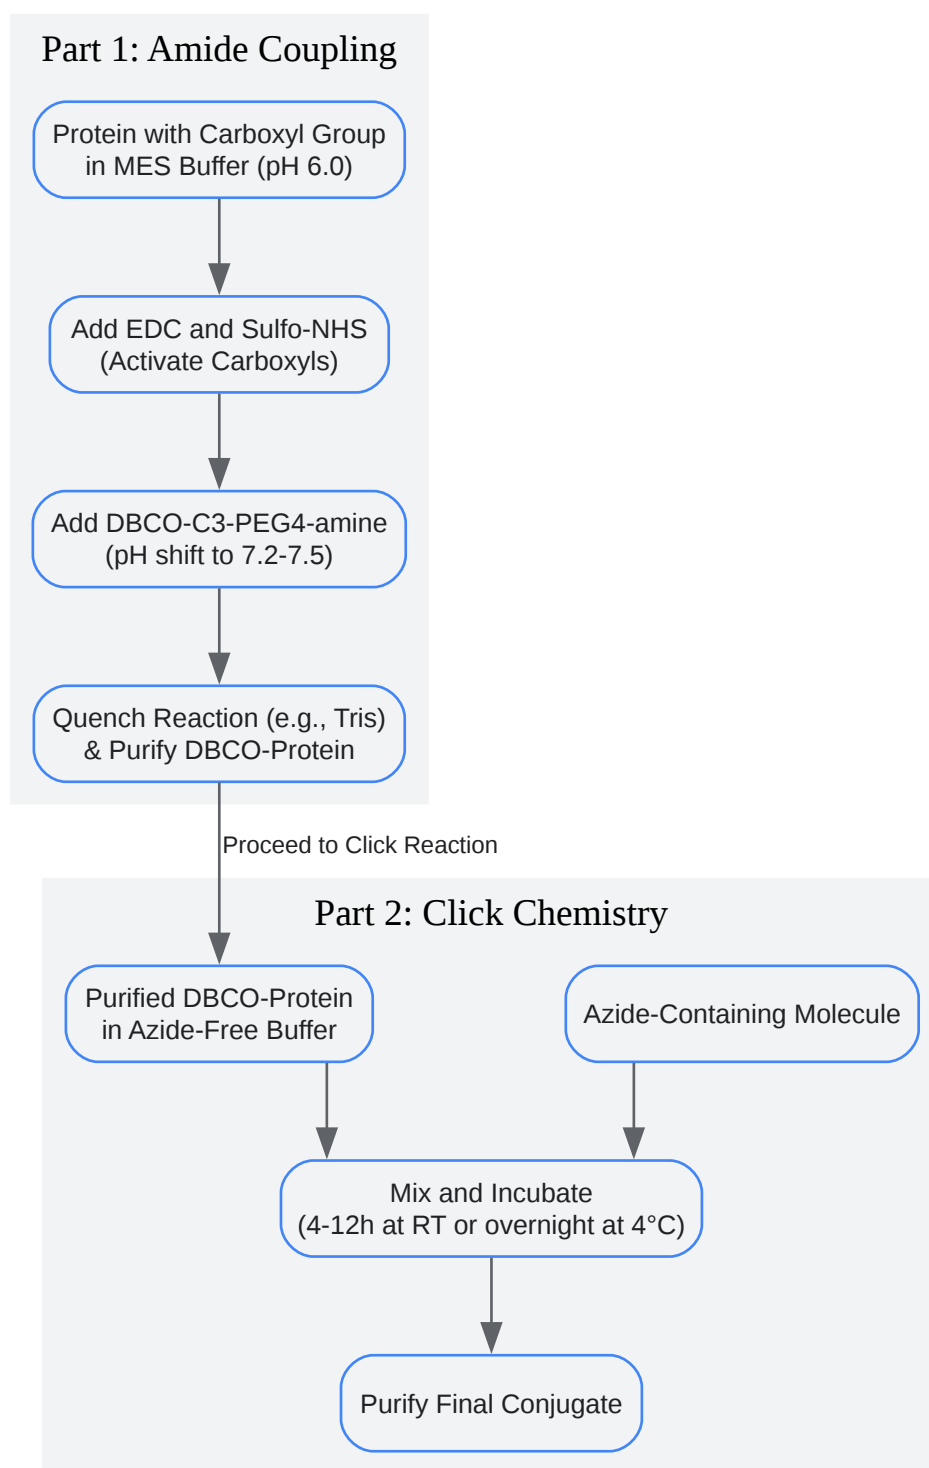 Part 1: Amide Coupling
Protein with Carboxyl Group
in MES Buffer (pH 6.0)
Add EDC and Sulfo-NHS
(Activate Carboxyls)
Add DBCO-C3-PEG4-amine
(pH shift to 7.2-7.5)
Quench Reaction (e.g., Tris)
& Purify DBCO-Protein
Proceed to Click Reaction
Part 2: Click Chemistry
Purified DBCO-Protein
in Azide-Free Buffer
Azide-Containing Molecule
Mix and Incubate
(4-12h at RT or overnight at 4°C)
Purify Final Conjugate